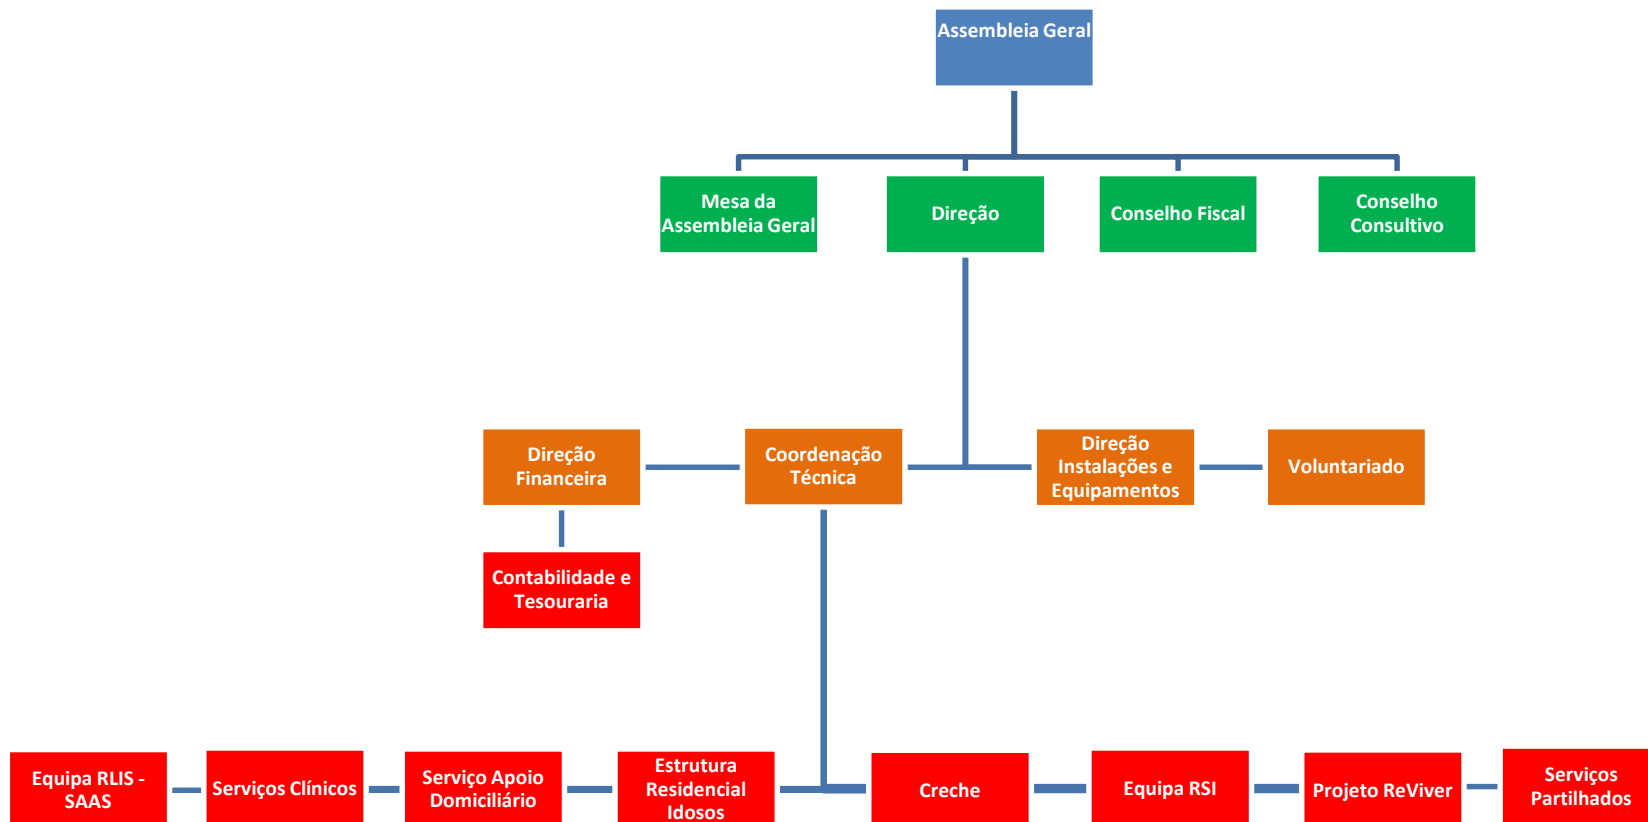 Assembleia Geral
Mesa da
Assembleia Geral
Direção
Conselho Fiscal
Conselho
Consultivo
Direção
Financeira
Coordenação
Técnica
Direção
Instalações e
Equipamentos
Voluntariado
Contabilidade e
Tesouraria
Equipa RLIS -
SAAS
Serviços Clínicos
Serviço Apoio
Domiciliário
Estrutura
Residencial
Idosos
Creche
Equipa RSI
Projeto ReViver
Serviços
Partilhados